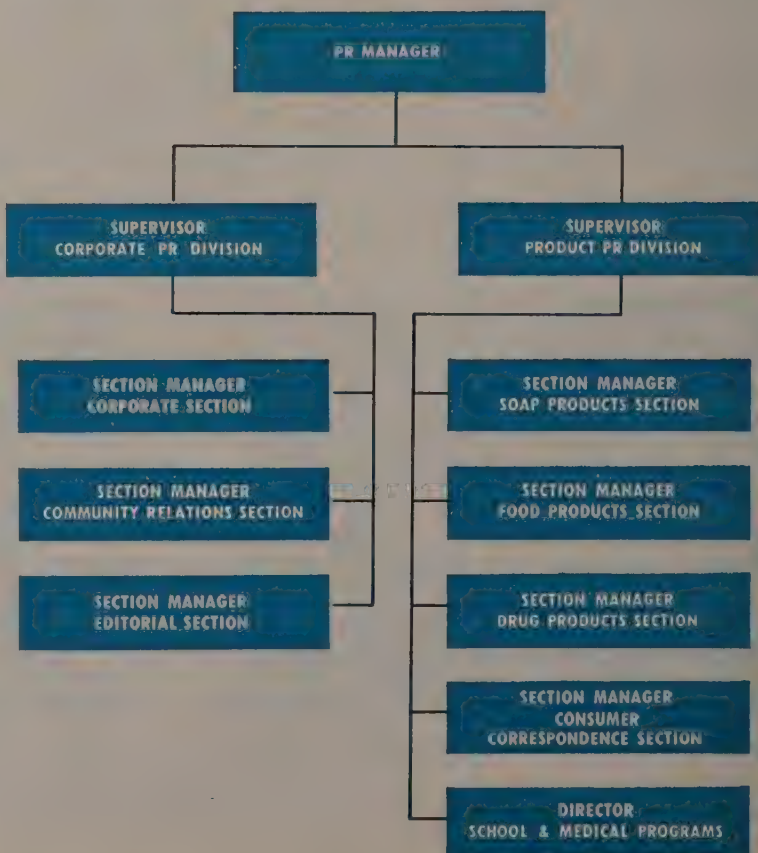 PR MANAGER
SUPERVISOR
CORPORATE PR DIVISION
SUPERVISOR
PRODUCT PR DIVISION
SECTION MANAGER
CORPORATE SECTION
SECTION MANAGER
COMMUNITY RELATIONS SECTION
SECTION MANAGER
EDITORIAL SECTION
SECTION MANAGER
SOAP PRODUCTS SECTION
SECTION MANAGER
FOOD PRODUCTS SECTION
SECTION MANAGER
DRUG PRODUCTS SECTION
SECTION MANAGER
CONSUMER
CORRESPONDENCE SECTION
DIRECTOR
SCHOOL & MEDICAL PROGRAMS